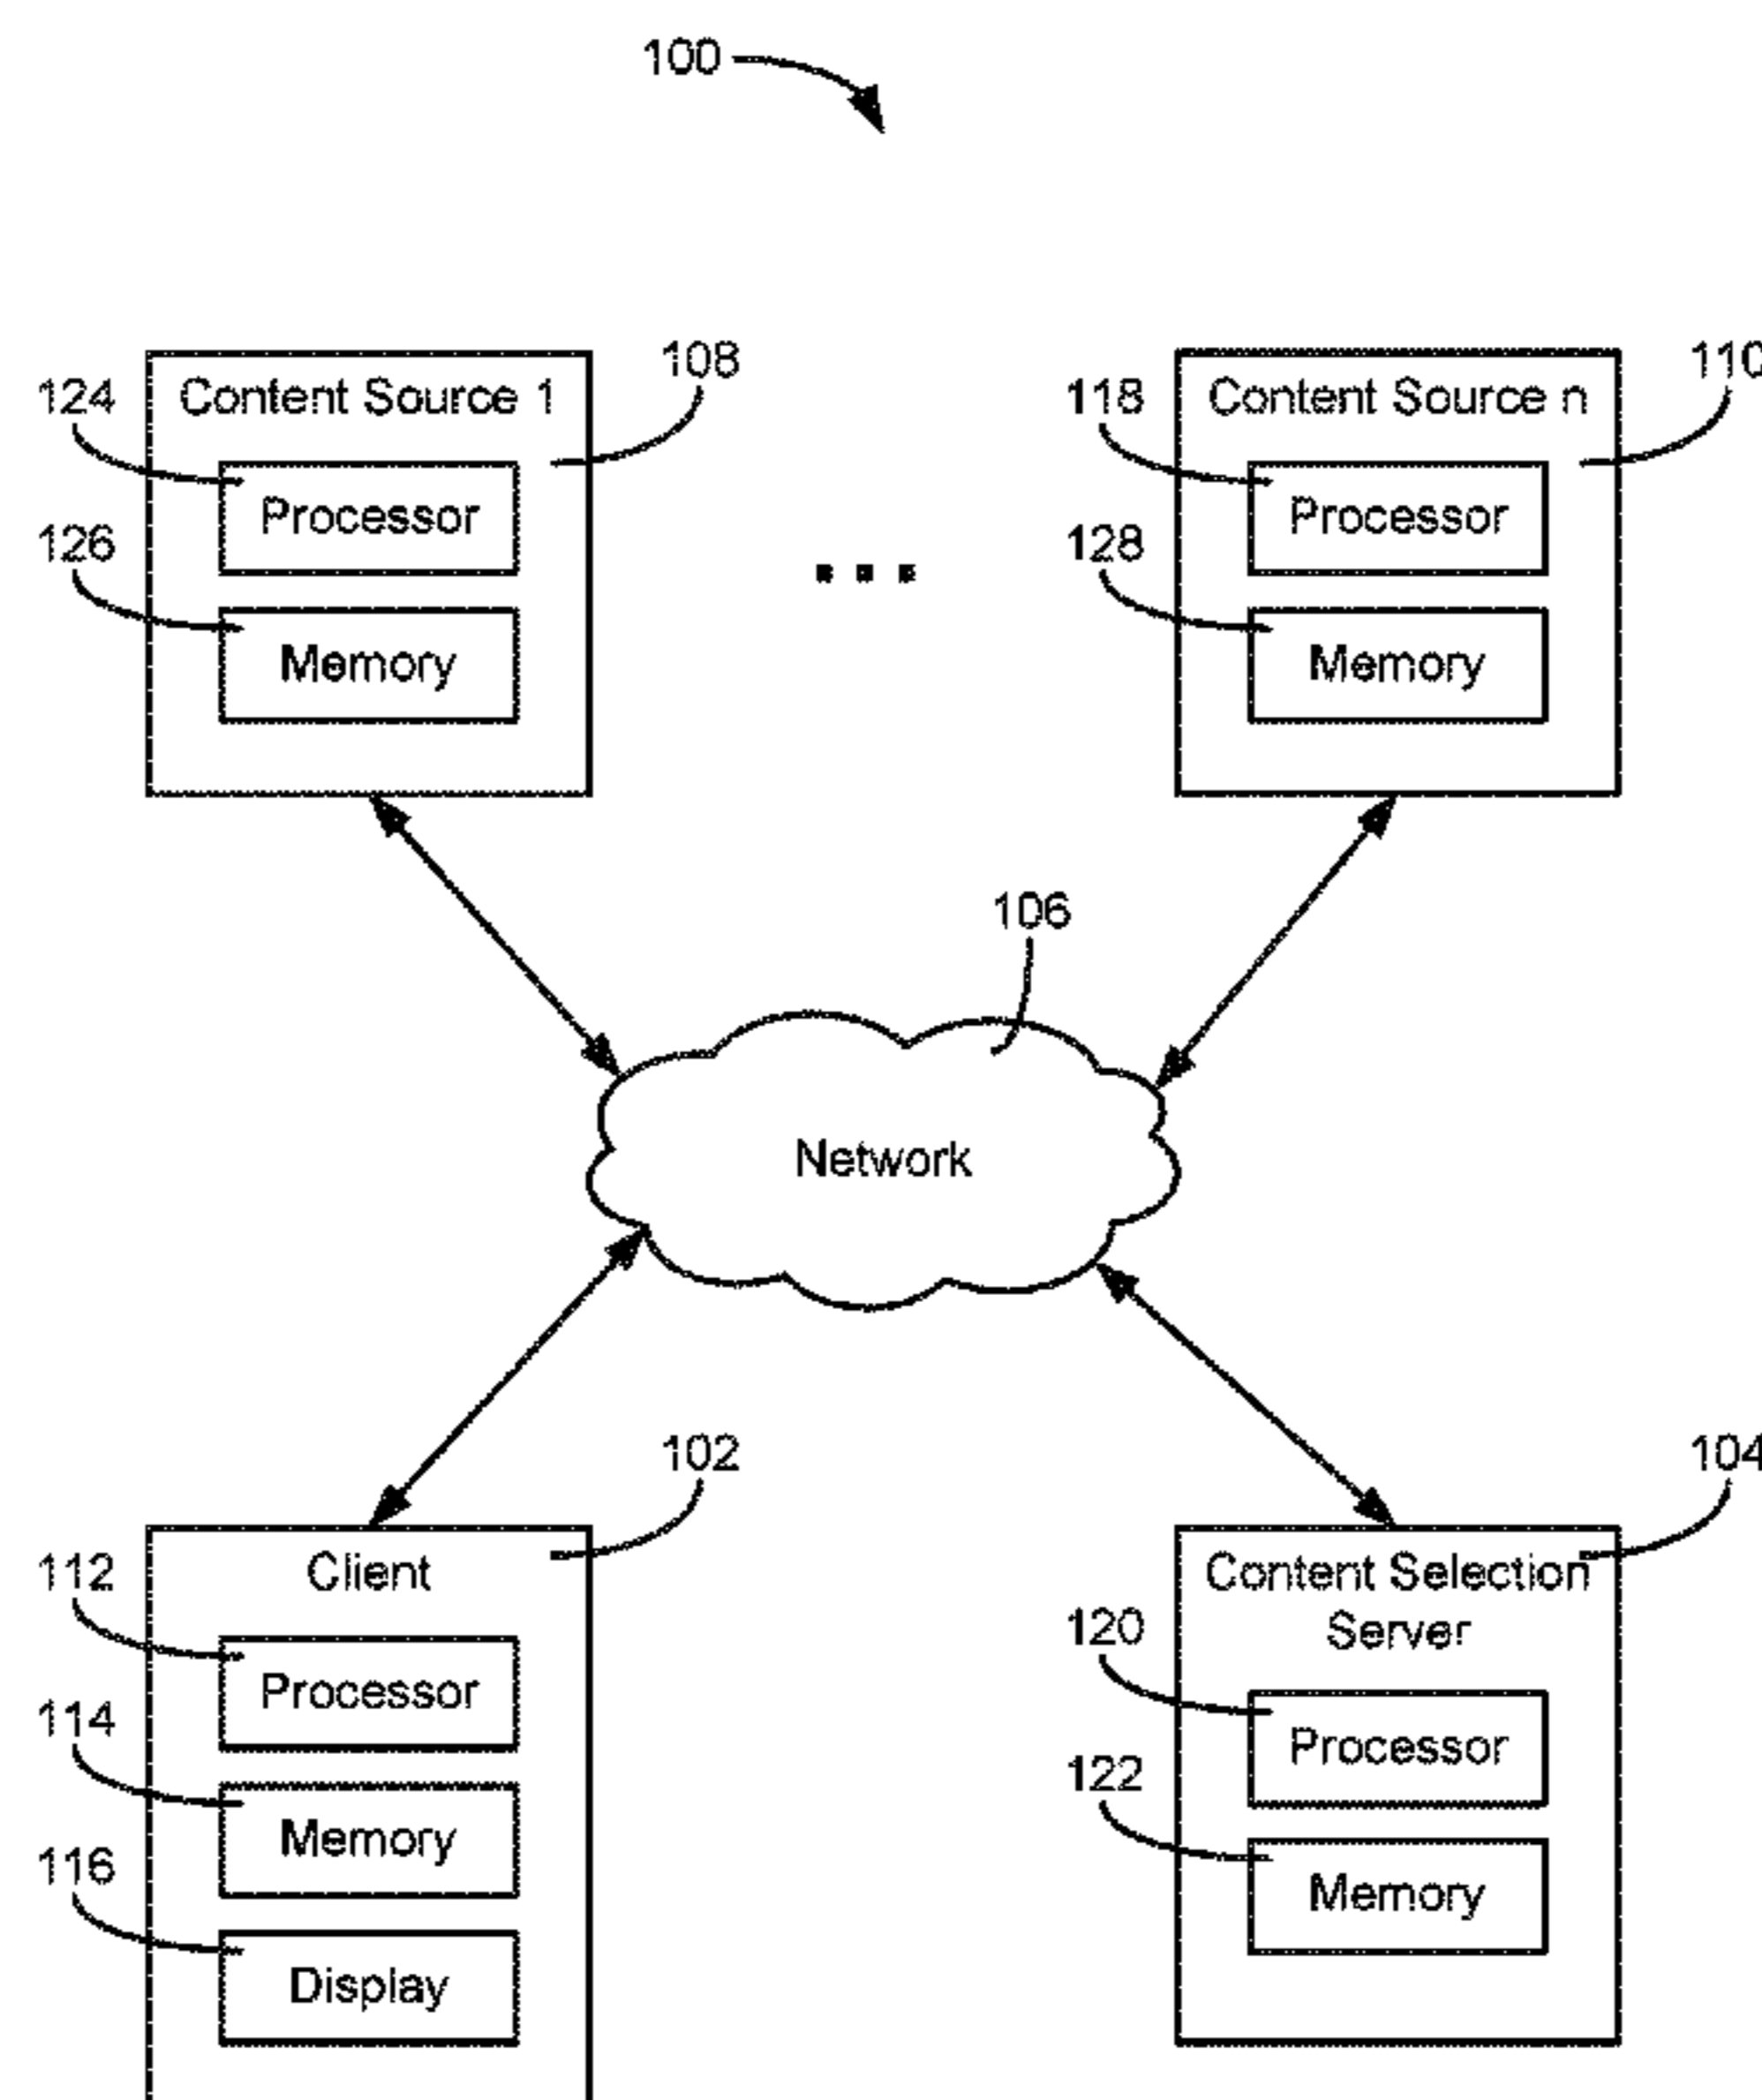 100
108
110
124
Content Source 1
118
Content Source n
Processor
Processor
126
128
Memory
Memory
106
Network
102
104
112
Client
Content Selection
Server
120
Processor
Processor
114
122
Memory
Memory
116
Display